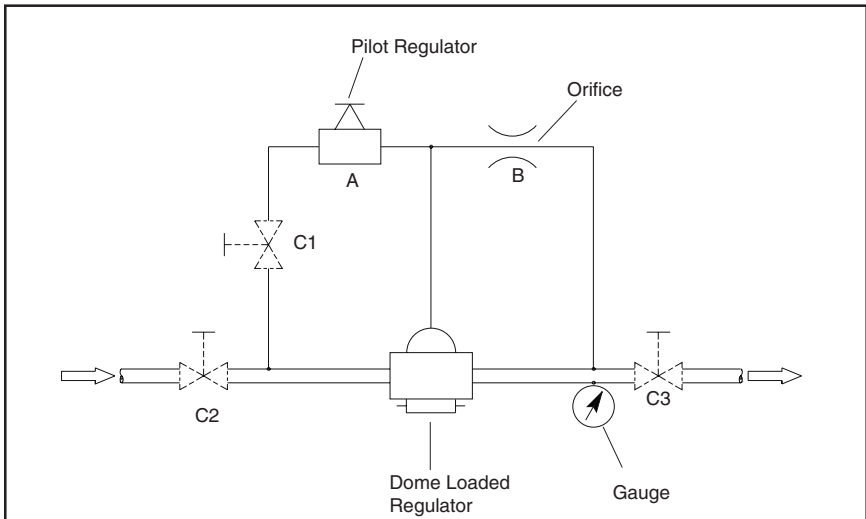 Pilot Regulator
Orifice
A
B
C1
C2
C3
Dome Loaded
Regulator
Gauge